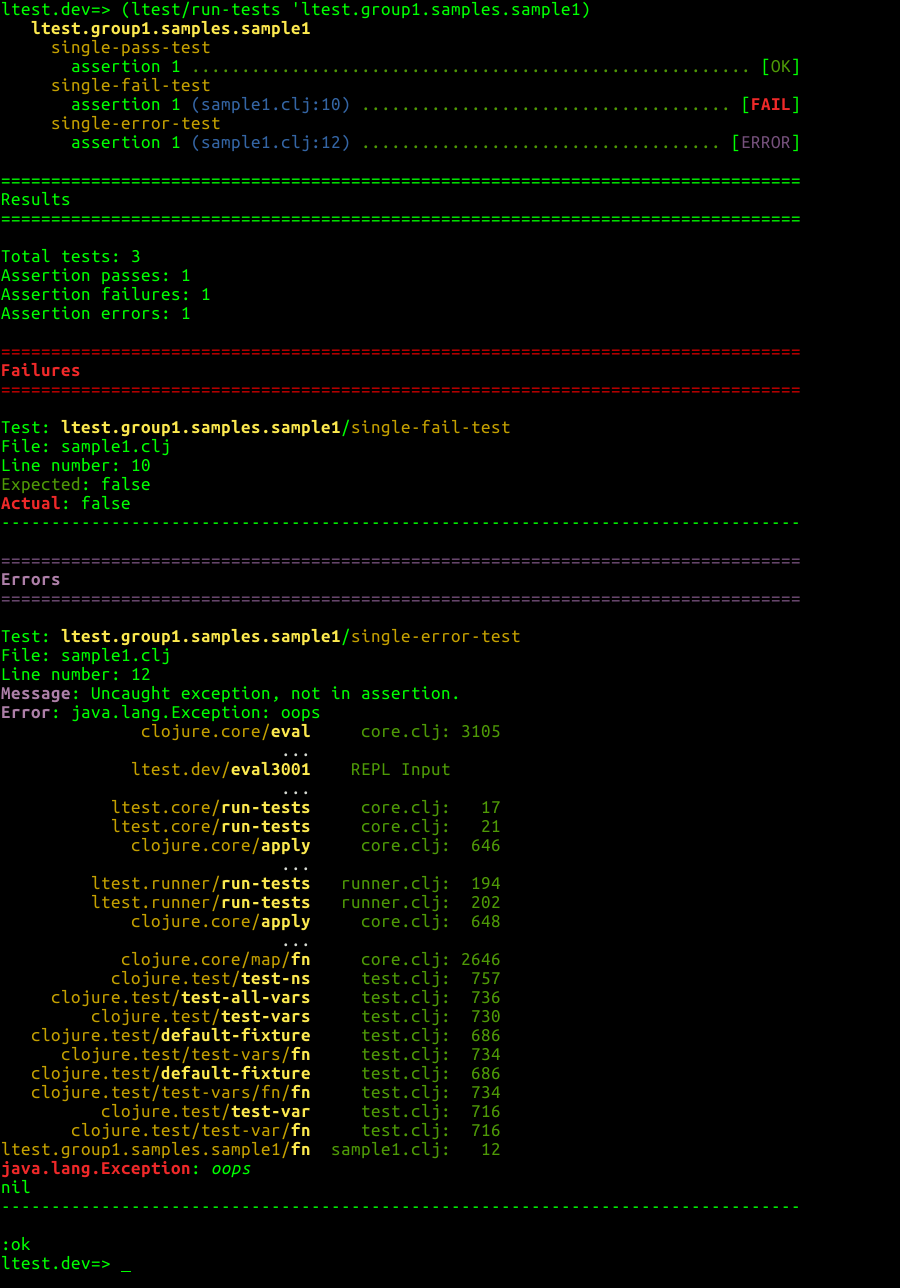 ltest.dev=> (ltest/run-tests 'ltest.group1.samples.sample1)
   ltest.group1.samples.sample1
     single-pass-test
       assertion 1 ........................................................ [OK]
     single-fail-test
       assertion 1 (sample1.clj:10) ..................................... [FAIL]
     single-error-test
       assertion 1 (sample1.clj:12) .................................... [ERROR]

================================================================================
Results
================================================================================

Total tests: 3
Assertion passes: 1
Assertion failures: 1
Assertion errors: 1

================================================================================
Failures
================================================================================

Test: ltest.group1.samples.sample1/single-fail-test
File: sample1.clj
Line number: 10
Expected: false
Actual: false
--------------------------------------------------------------------------------

================================================================================
Errors
================================================================================

Test: ltest.group1.samples.sample1/single-error-test
File: sample1.clj
Line number: 12
Message: Uncaught exception, not in assertion.
Error: java.lang.Exception: oops
              clojure.core/eval     core.clj: 3105
                            ...
             ltest.dev/eval3001    REPL Input
                            ...
           ltest.core/run-tests     core.clj:   17
           ltest.core/run-tests     core.clj:   21
             clojure.core/apply     core.clj:  646
                            ...
         ltest.runner/run-tests   runner.clj:  194
         ltest.runner/run-tests   runner.clj:  202
             clojure.core/apply     core.clj:  648
                            ...
            clojure.core/map/fn     core.clj: 2646
           clojure.test/test-ns     test.clj:  757
     clojure.test/test-all-vars     test.clj:  736
         clojure.test/test-vars     test.clj:  730
   clojure.test/default-fixture     test.clj:  686
      clojure.test/test-vars/fn     test.clj:  734
   clojure.test/default-fixture     test.clj:  686
   clojure.test/test-vars/fn/fn     test.clj:  734
          clojure.test/test-var     test.clj:  716
       clojure.test/test-var/fn     test.clj:  716
ltest.group1.samples.sample1/fn  sample1.clj:   12
java.lang.Exception: oops
nil
--------------------------------------------------------------------------------

:ok
ltest.dev=> _